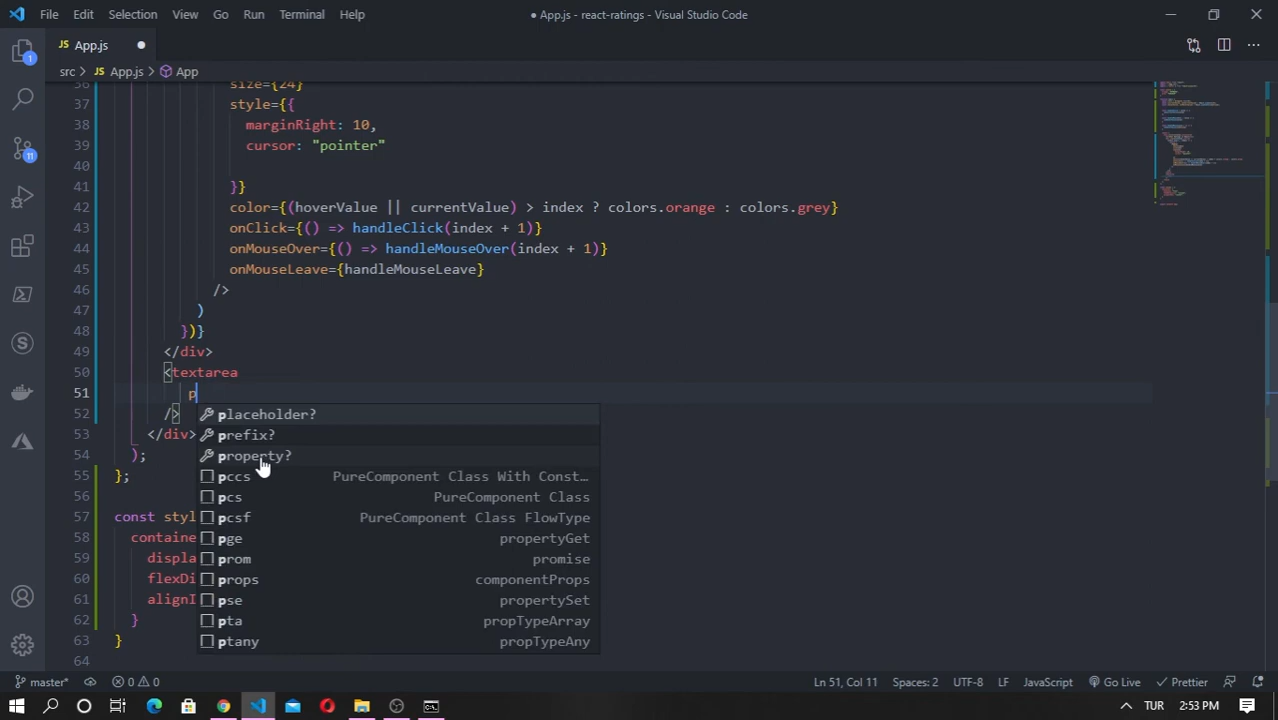 File Edit Selection View Go Run Terminal Help
● App.js - react-ratings - Visual Studio Code
JS App.js
src > JS App.js > App
36 size={24}
37 style={{
38 marginRight: 10,
39 cursor: "pointer"
40
41 }}
42 color={(hoverValue || currentValue) > index ? colors.orange : colors.grey}
43 onClick={() => handleClick(index + 1)}
44 onMouseOver={() => handleMouseOver(index + 1)}
45 onMouseLeave={handleMouseLeave}
46 />
47 )
48 })}
49 </div>
50 <textarea
51 p
52 />
placeholder?
53 </div>
prefix?
54 );
property?
55 };
pccs PureComponent Class With Const…
56
pcs PureComponent Class
57 const styl
pcsf PureComponent Class FlowType
58 containe
pge propertyGet
59 displa
prom promise
60 flexDi
props componentProps
61 alignI
pse propertySet
62 }
pta propTypeArray
63 }
ptany propTypeAny
64
1
11
master* 0 0 Ln 51, Col 11 Spaces: 2 UTF-8 LF JavaScript Go Live Prettier
TUR 2:53 PM